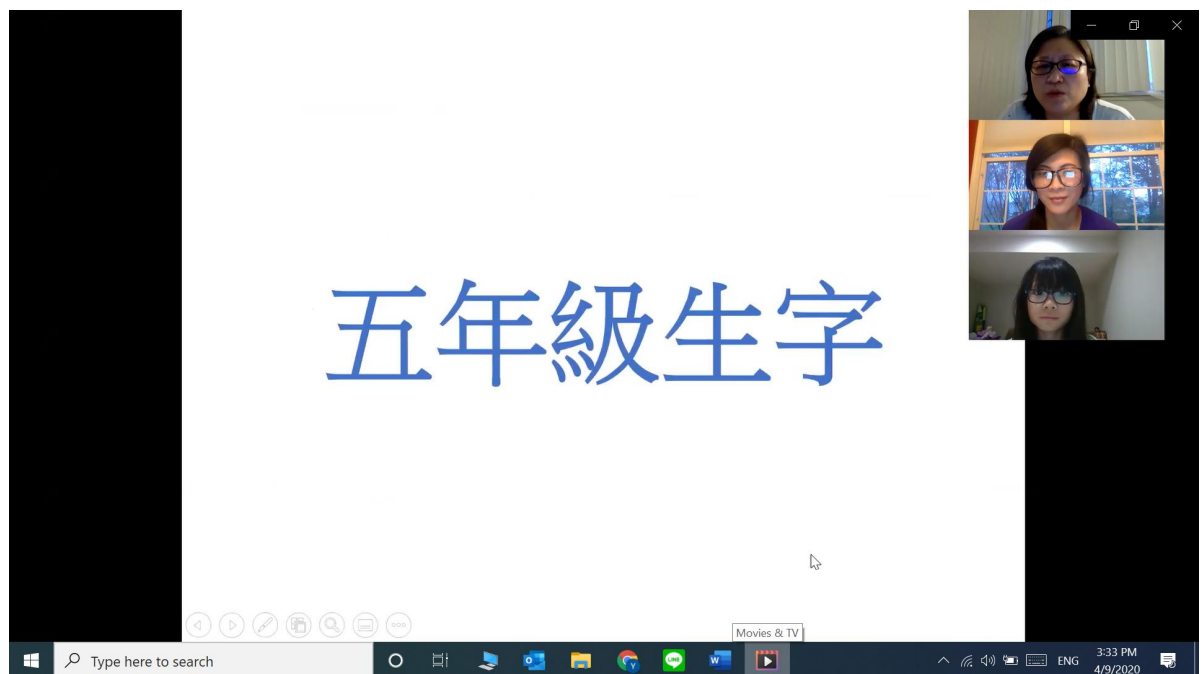 五年級生字
Movies & TV
Type here to search
ENG
3:33 PM
4/9/2020